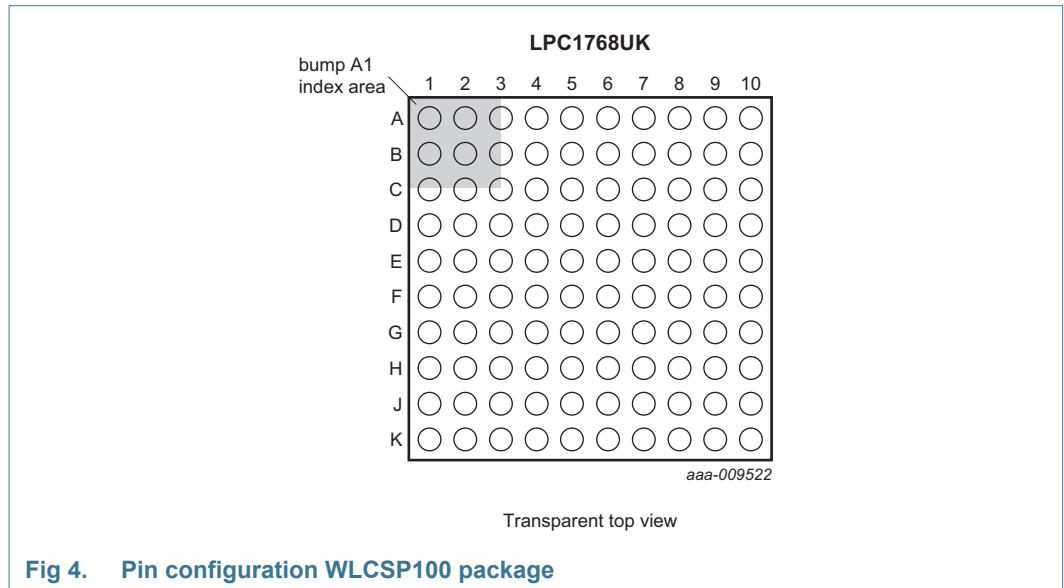 LPC1768UK
bump A1
index area
1 2 3 4 5 6 7 8 9 10
A
B
C
D
E
F
G
H
J
K
aaa-009522
Transparent top view
Fig 4. Pin configuration WLCSP100 package